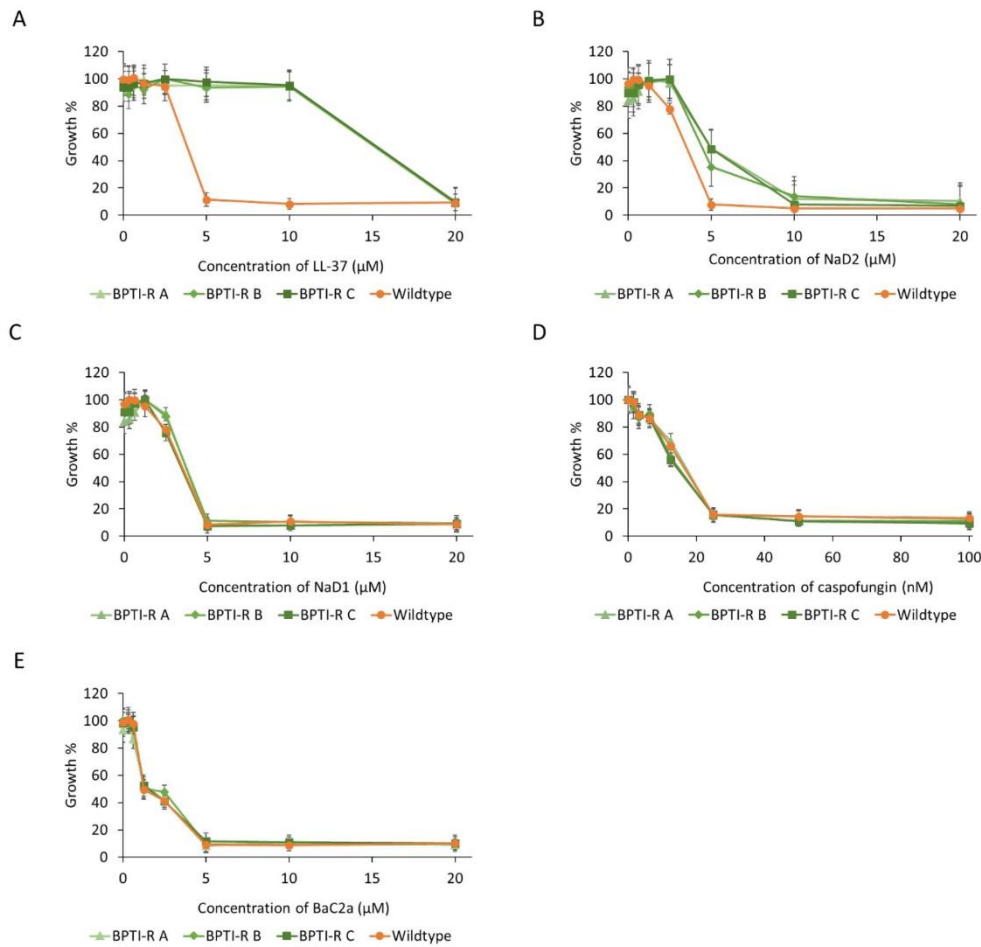 A
120
100
80
60
40
20
0
Growth %
0 5 10 15 20
Concentration of LL-37 (µM)
BPTI-R A BPTI-R B BPTI-R C Wildtype
B
120
100
80
60
40
20
0
Growth %
0 5 10 15 20
Concentration of NaD2 (µM)
BPTI-R A BPTI-R B BPTI-R C Wildtype
C
120
100
80
60
40
20
0
Growth %
0 5 10 15 20
Concentration of NaD1 (µM)
BPTI-R A BPTI-R B BPTI-R C Wildtype
D
120
100
80
60
40
20
0
Growth %
0 20 40 60 80 100
Concentration of caspofungin (nM)
BPTI-R A BPTI-R B BPTI-R C Wildtype
E
120
100
80
60
40
20
0
Growth %
0 5 10 15 20
Concentration of BaC2a (µM)
BPTI-R A BPTI-R B BPTI-R C Wildtype